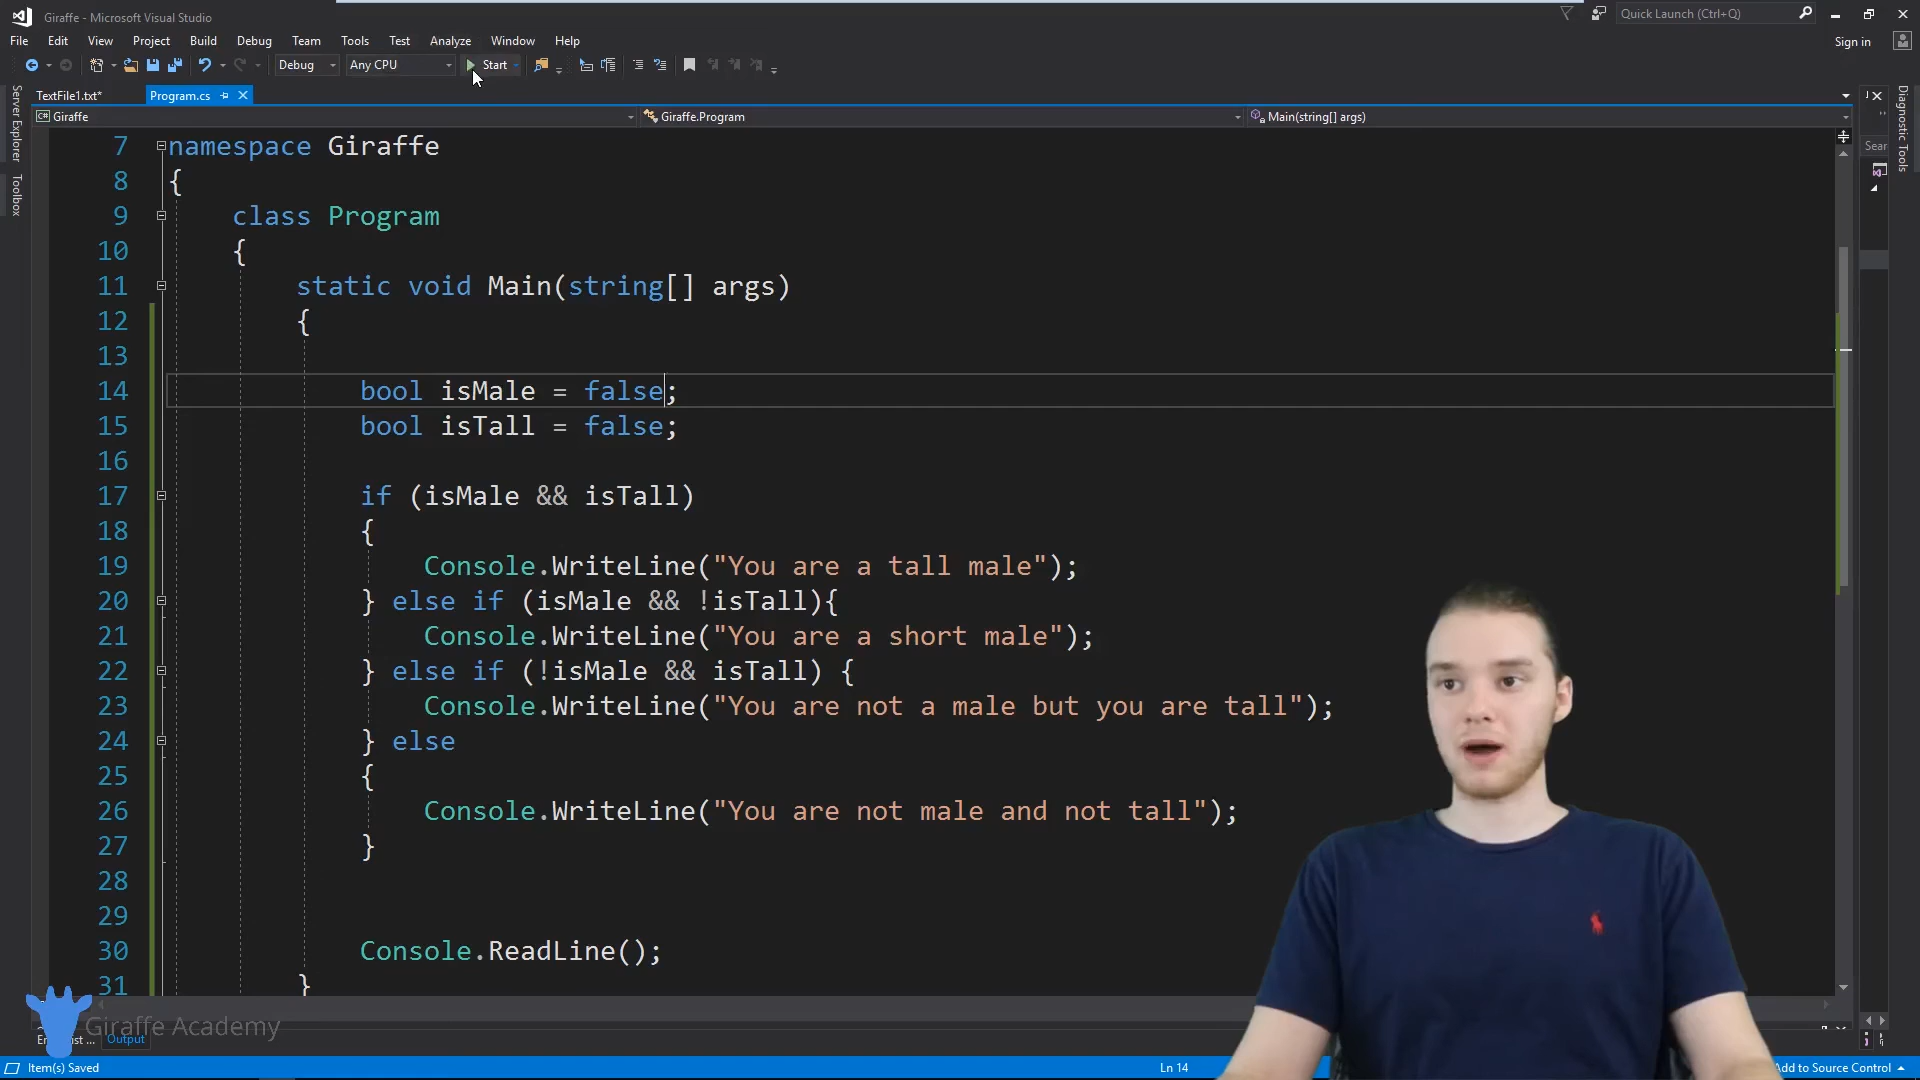 Giraffe - Microsoft Visual Studio
Quick Launch (Ctrl+Q)
File Edit View Project Build Debug Team Tools Test Analyze Window Help
Sign in
Debug Any CPU Start
Server Explorer
Toolbox
TextFile1.txt* Program.cs
Giraffe Giraffe.Program Main(string[] args)
Sear
Diagnostic Tools
7 namespace Giraffe
8 {
9 class Program
10 {
11 static void Main(string[] args)
12 {
13
14 bool isMale = false;
15 bool isTall = false;
16
17 if (isMale && isTall)
18 {
19 Console.WriteLine("You are a tall male");
20 } else if (isMale && !isTall){
21 Console.WriteLine("You are a short male");
22 } else if (!isMale && isTall) {
23 Console.WriteLine("You are not a male but you are tall");
24 } else
25 {
26 Console.WriteLine("You are not male and not tall");
27 }
28
29
30 Console.ReadLine();
31 }
Giraffe Academy
Output
Item(s) Saved Ln 14 Add to Source Control